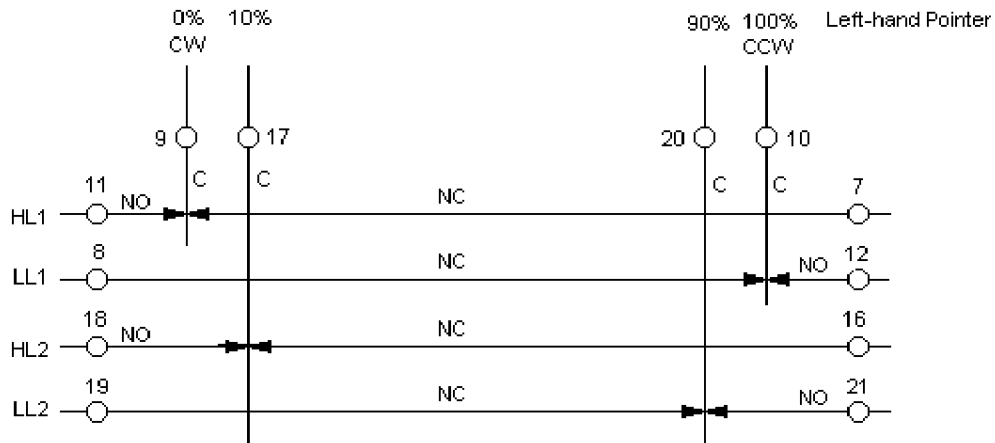 0% 10% 90% 100% Left-hand Pointer
CW CCW
9 17 20 10
C C C C
11 NO NC 7
HL1
8 NC 12
LL1 NO
18 NO NC 16
HL2
19 NC 21
LL2 NO